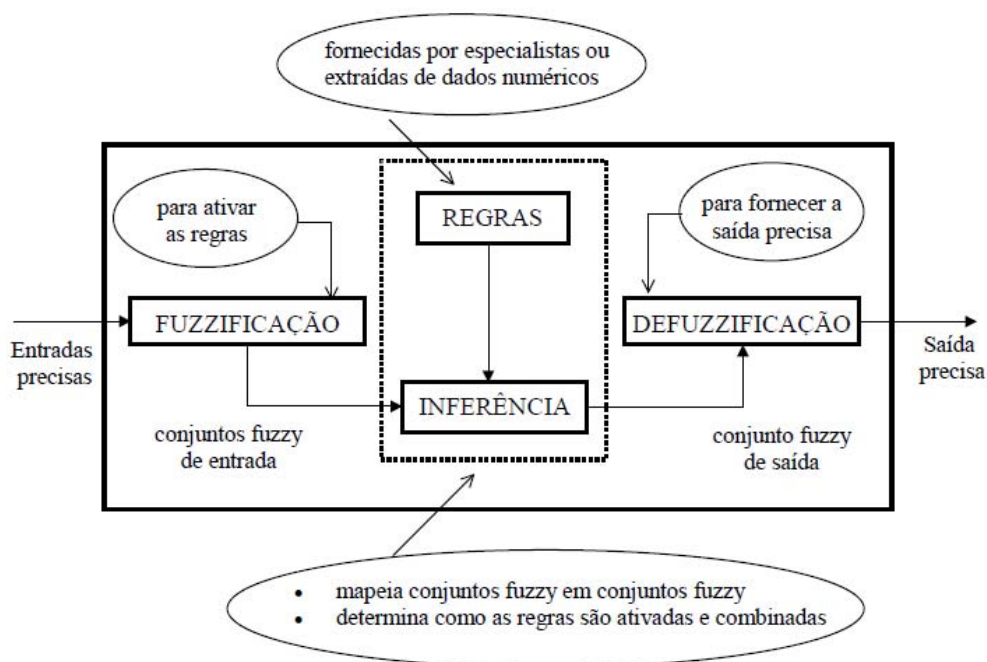 fornecidas por especialistas ou
extraídas de dados numéricos
para ativar
as regras
REGRAS
para fornecer a
saída precisa
FUZZIFICAÇÃO
DEFUZZIFICAÇÃO
Entradas
precisas
Saída
precisa
INFERÊNCIA
conjuntos fuzzy
de entrada
conjunto fuzzy
de saída
• mapeia conjuntos fuzzy em conjuntos fuzzy
• determina como as regras são ativadas e combinadas